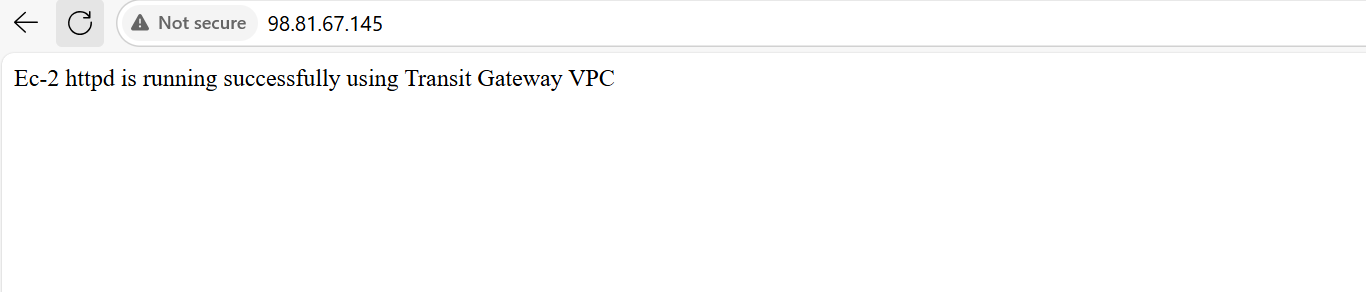 Not secure 98.81.67.145
Ec-2 httpd is running successfully using Transit Gateway VPC